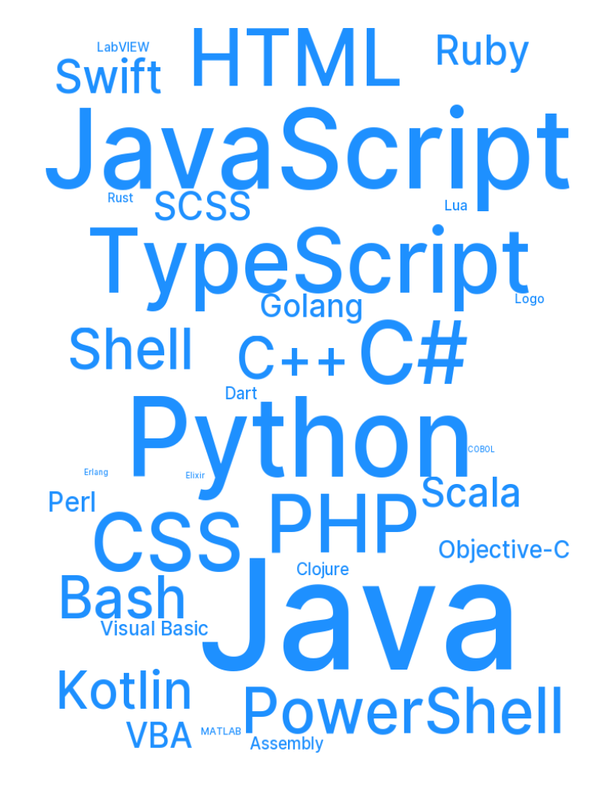 LabVIEW
HTML
Ruby
Swift
JavaScript
Rust
SCSS
Lua
TypeScript
Logo
Golang
Shell
C++
C#
Dart
Python
COBOL
Erlang
Elixir
Perl
Scala
PHP
CSS
Objective-C
Clojure
Bash
Java
Visual Basic
Kotlin
PowerShell
VBA
MATLAB
Assembly